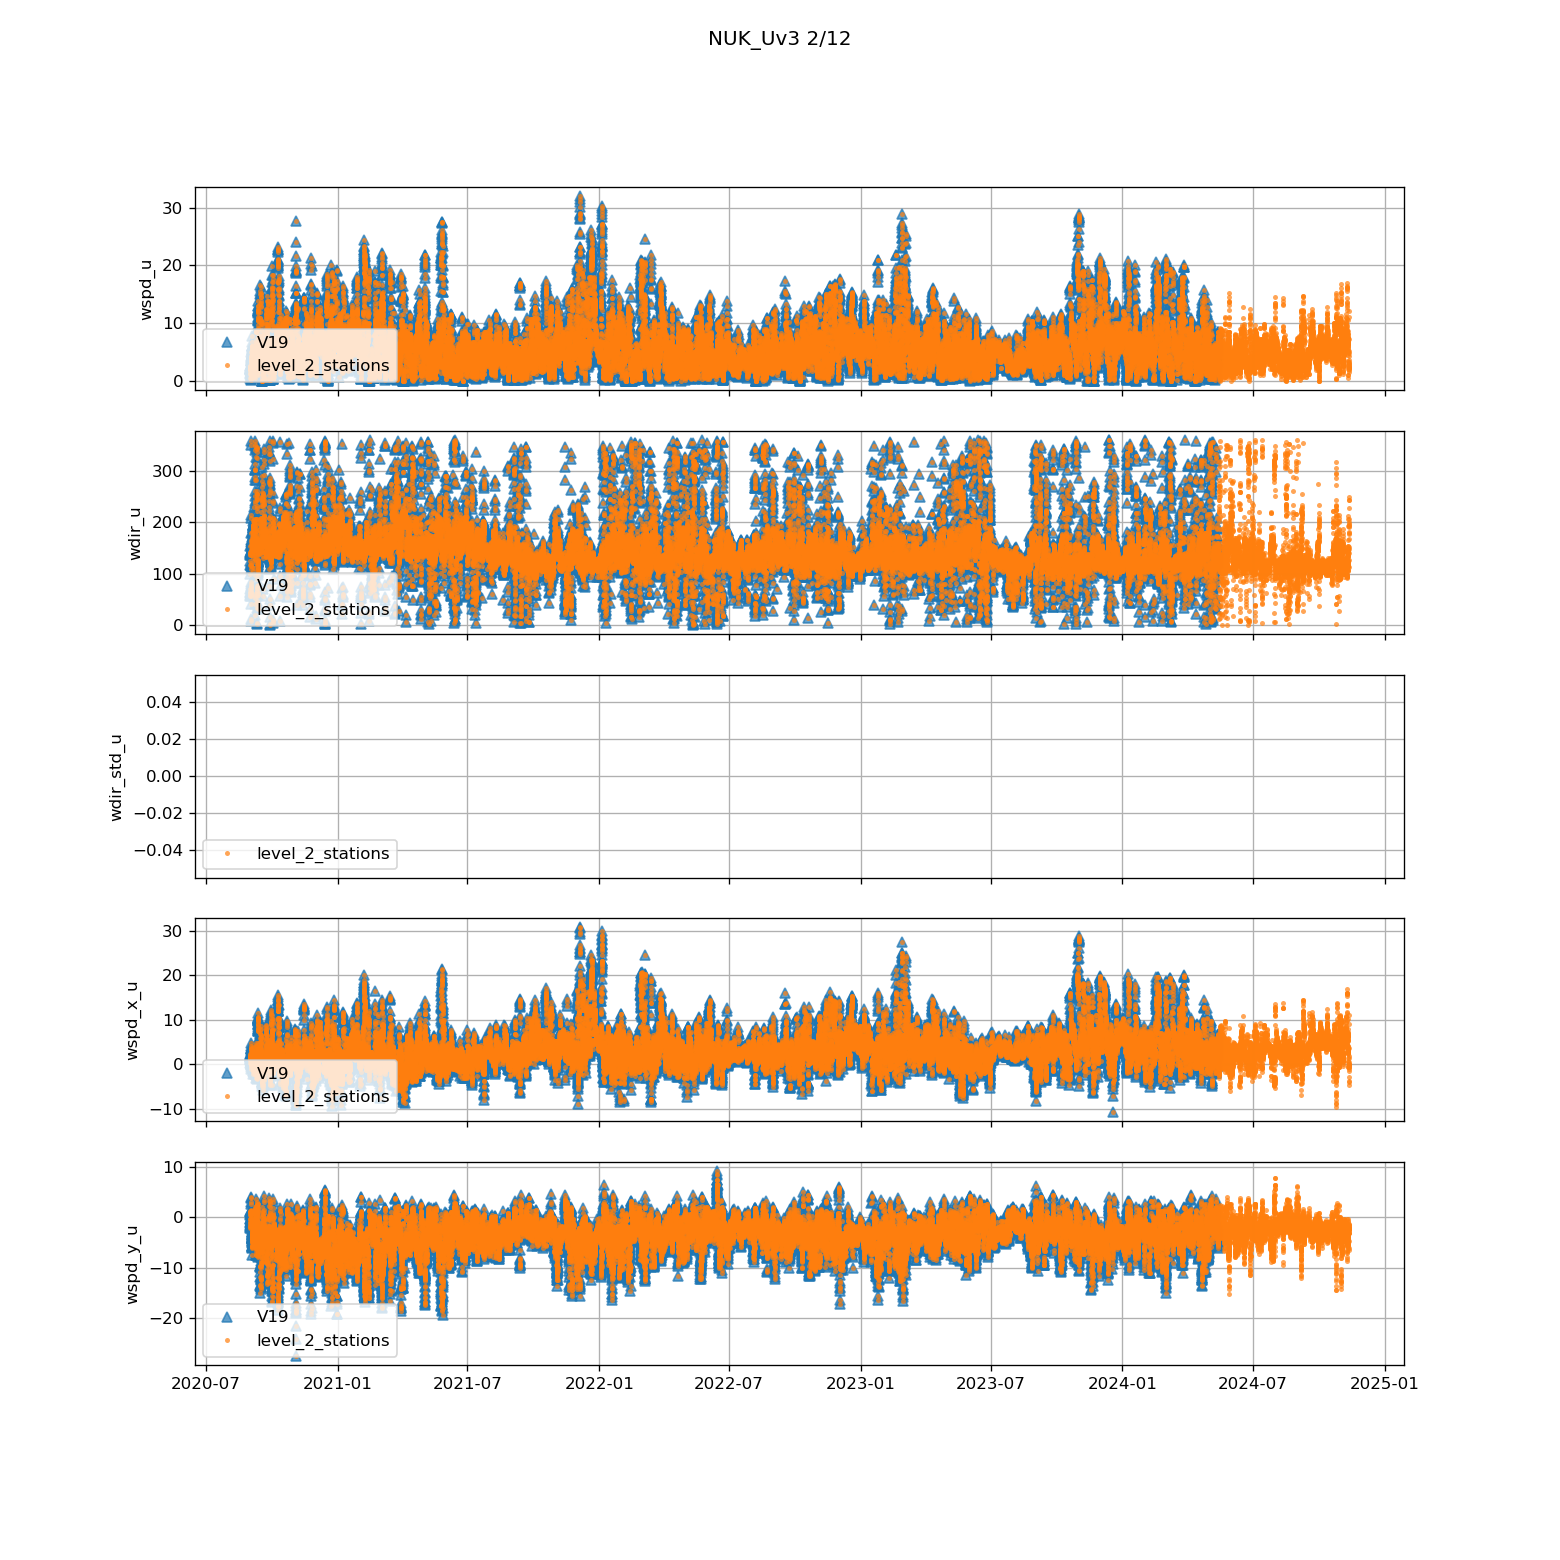 NUK_Uv3 2/12
30
20
10
0
wspd_u
V19
level_2_stations
300
200
100
0
wdir_u
V19
level_2_stations
0.04
0.02
0.00
−0.02
−0.04
wdir_std_u
level_2_stations
30
20
10
0
−10
wspd_x_u
V19
level_2_stations
10
0
−10
−20
wspd_y_u
V19
level_2_stations
2020-07 2021-01 2021-07 2022-01 2022-07 2023-01 2023-07 2024-01 2024-07 2025-01